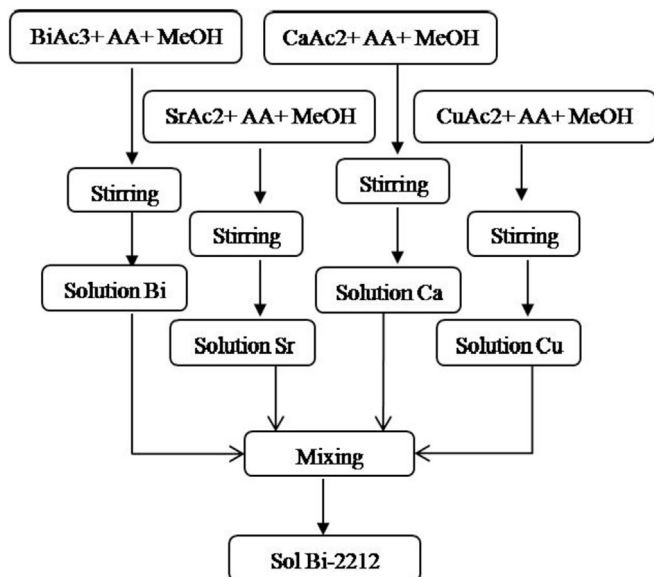 BiAc3+ AA+ MeOH
CaAc2+ AA+ MeOH
SrAc2+ AA+ MeOH
CuAc2+ AA+ MeOH
Stirring
Stirring
Stirring
Stirring
Solution Bi
Solution Ca
Solution Sr
Solution Cu
Mixing
Sol Bi-2212